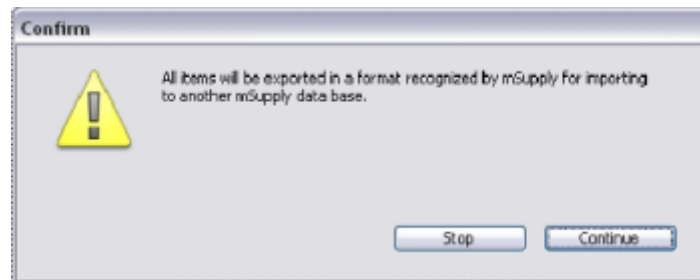 Confirm
All items will be exported in a format recognized by mSupply for importing
to another mSupply data base.
Stop
Continue